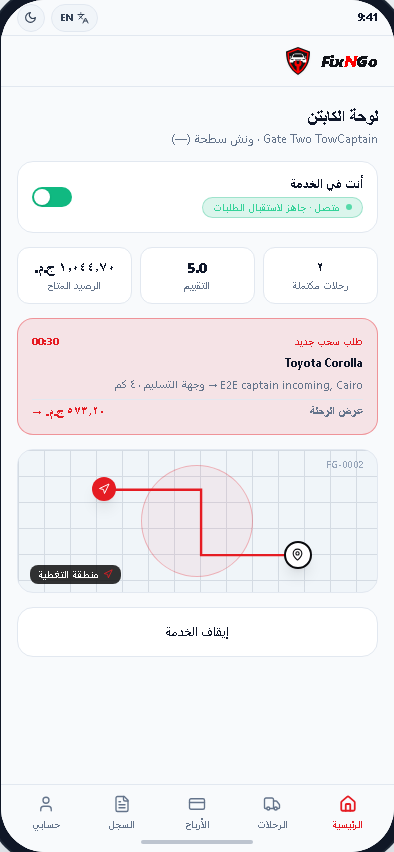 9:41
EN
FixNGo
لوحة الكابتن
Gate Two TowCaptain · ونش سطحة (—)
أنت في الخدمة
متصل · جاهز لاستقبال الطلبات
٢
رحلات مكتملة
5.0
التقييم
١٬٠٤٤٫٧٠ ج.م.
الرصيد المتاح
طلب سحب جديد
00:30
Toyota Corolla
E2E captain incoming, Cairo → وجهة التسليم · ٤ كم
عرض الرحلة
٥٧٣٫٢٠ ج.م. →
FG-0002
منطقة التغطية
إيقاف الخدمة
الرئيسية
الرحلات
الأرباح
السجل
حسابي